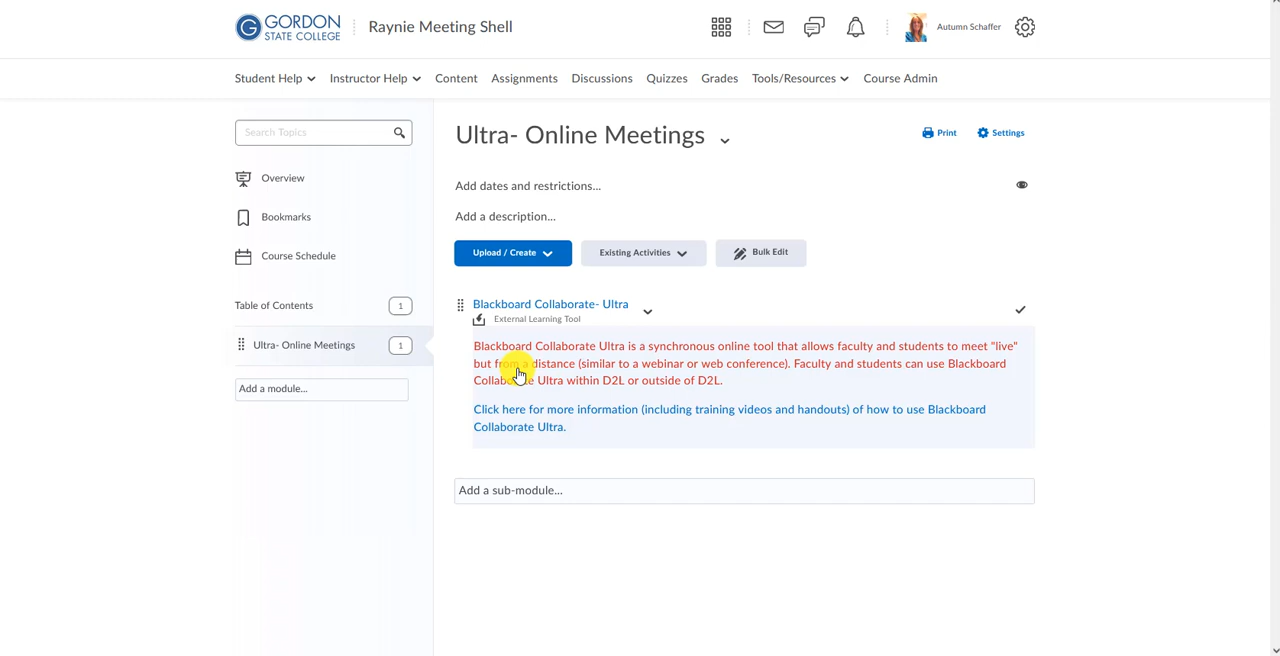 GORDON
STATE COLLEGE
Raynie Meeting Shell
Autumn Schaffer
Student Help
Instructor Help
Content
Assignments
Discussions
Quizzes
Grades
Tools/Resources
Course Admin
Search Topics
Overview
Bookmarks
Course Schedule
Table of Contents
1
Ultra- Online Meetings
1
Add a module...
Ultra- Online Meetings
Print
Settings
Add dates and restrictions...
Add a description...
Upload / Create
Existing Activities
Bulk Edit
Blackboard Collaborate- Ultra
External Learning Tool
Blackboard Collaborate Ultra is a synchronous online tool that allows faculty and students to meet "live"
but from a distance (similar to a webinar or web conference). Faculty and students can use Blackboard
Collaborate Ultra within D2L or outside of D2L.
Click here for more information (including training videos and handouts) of how to use Blackboard
Collaborate Ultra.
Add a sub-module...